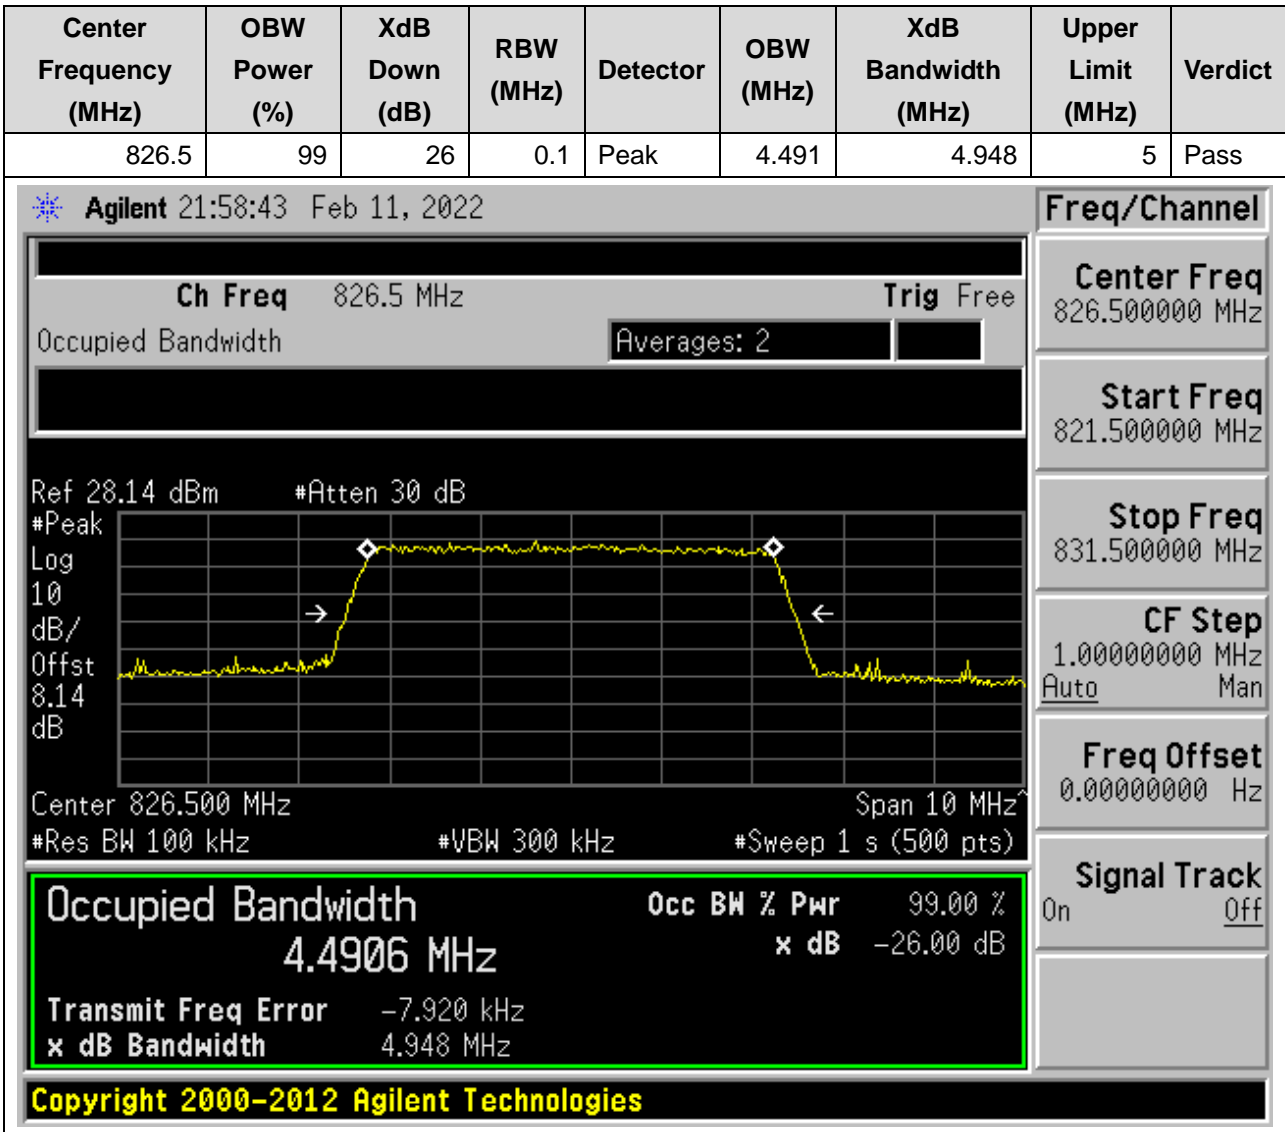 Center Frequency (MHz) OBW Power (%) XdB Down (dB) RBW (MHz) Detector OBW (MHz) XdB Bandwidth (MHz) Upper Limit (MHz) Verdict
826.5 99 26 0.1 Peak 4.491 4.948 5 Pass
Agilent 21:58:43 Feb 11, 2022
Ch Freq 826.5 MHz Trig Free
Occupied Bandwidth Averages: 2
Ref 28.14 dBm #Atten 30 dB
#Peak
Log
10
dB/
Offst
8.14
dB
Center 826.500 MHz Span 10 MHz^
#Res BW 100 kHz #VBW 300 kHz #Sweep 1 s (500 pts)
Occupied Bandwidth Occ BW % Pwr 99.00 %
4.4906 MHz x dB -26.00 dB
Transmit Freq Error -7.920 kHz
x dB Bandwidth 4.948 MHz
Copyright 2000-2012 Agilent Technologies
Freq/Channel
Center Freq
826.500000 MHz
Start Freq
821.500000 MHz
Stop Freq
831.500000 MHz
CF Step
1.00000000 MHz
Auto Man
Freq Offset
0.00000000 Hz
Signal Track
On Off